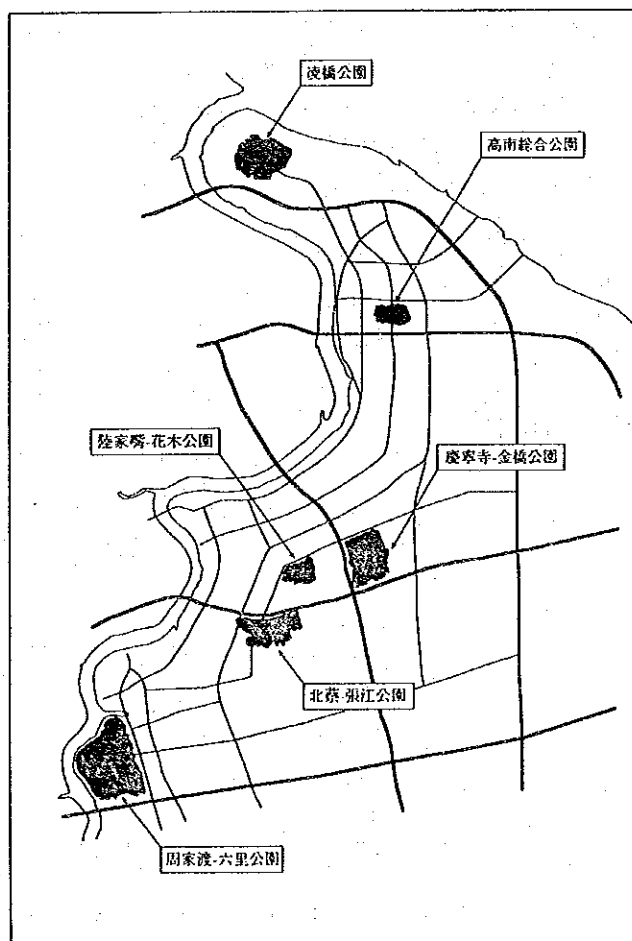 凌橋公園
高南綜合公園
陸家嘴-花木公園
慶寧寺-金橋公園
北蔡-張江公園
周家渡-六里公園